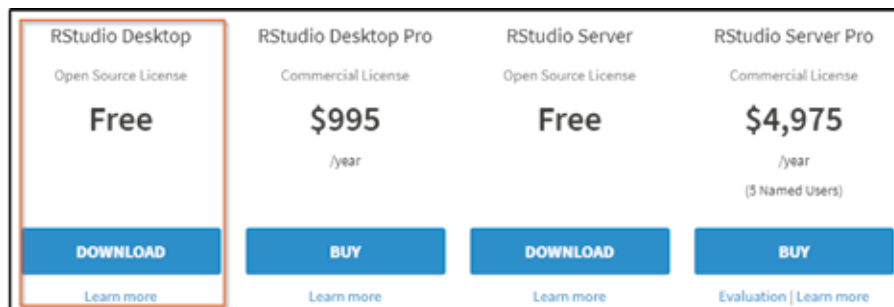 RStudio Desktop
Open Source License
Free
DOWNLOAD
Learn more
RStudio Desktop Pro
Commercial License
$995
/year
BUY
Learn more
RStudio Server
Open Source License
Free
DOWNLOAD
Learn more
RStudio Server Pro
Commercial License
$4,975
/year
(5 Named Users)
BUY
Evaluation | Learn more